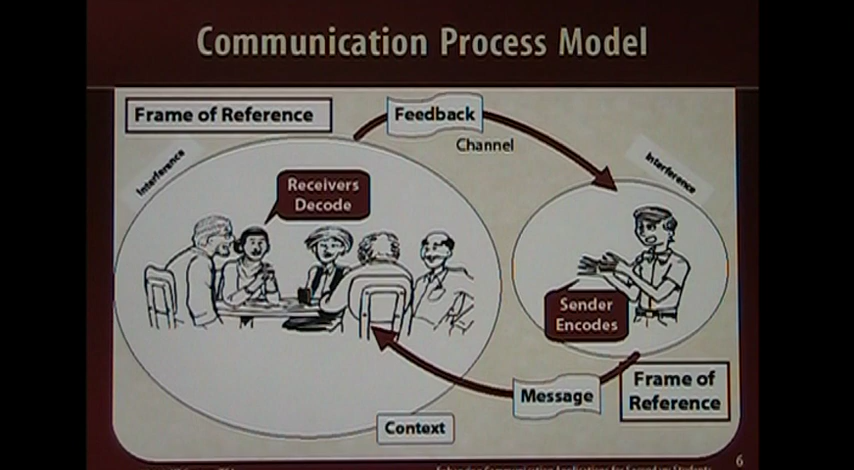 Communication Process Model
Frame of Reference
Feedback
Channel
Interference
Interference
Receivers
Decode
Sender
Encodes
Message
Frame of
Reference
Context
6